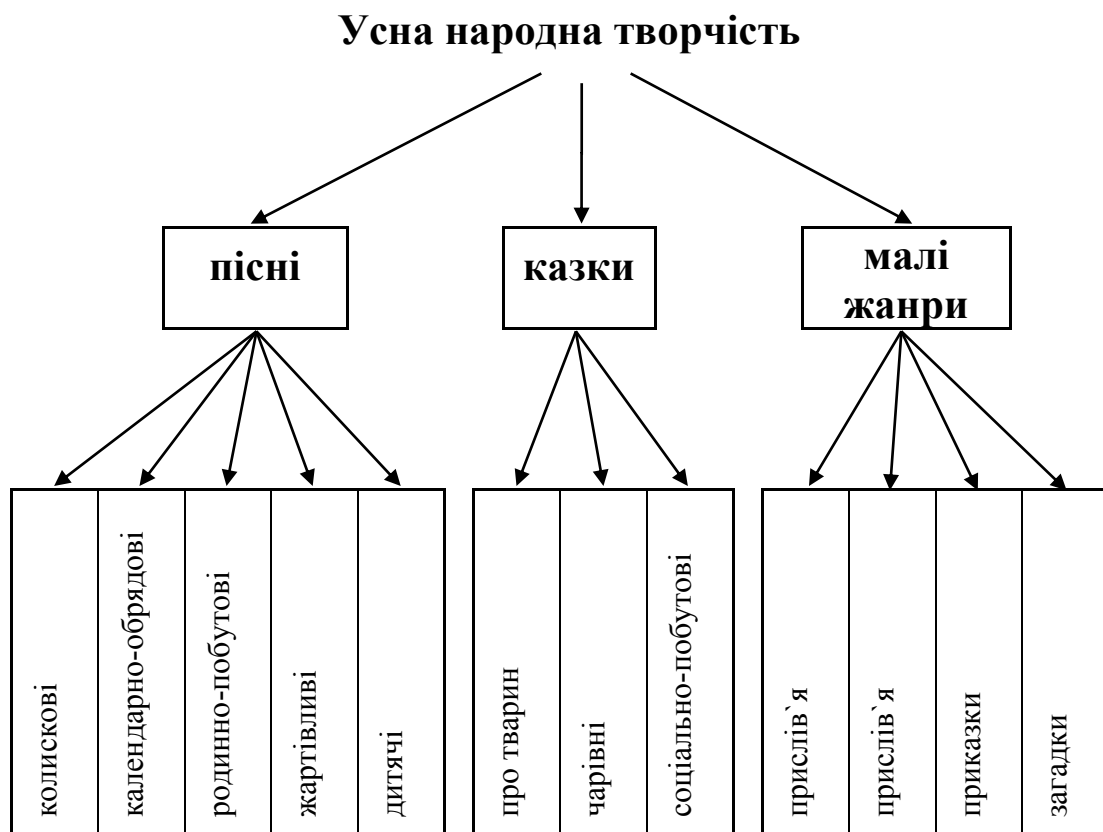 Усна народна творчість
пісні
казки
малі
жанри
колискові
календарно-обрядові
родинно-побутові
жартівливі
дитячі
про тварин
чарівні
соціально-побутові
прислів`я
прислів`я
приказки
загадки